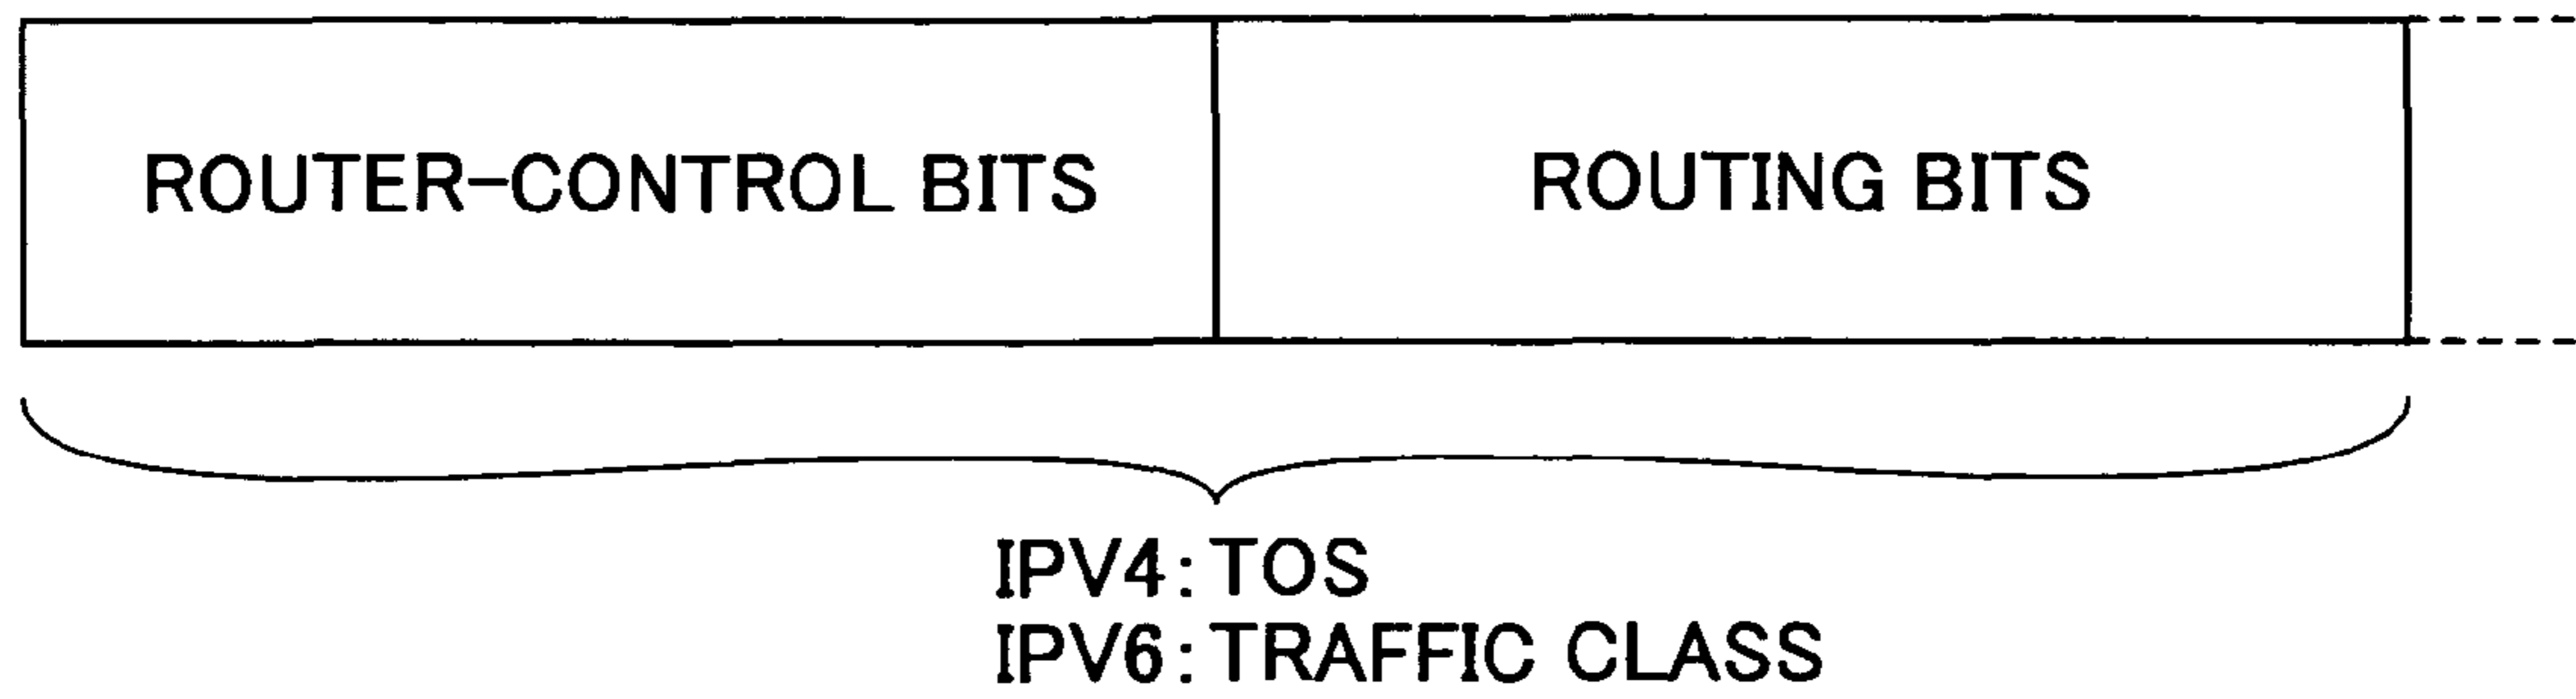 ROUTER-CONTROL BITS
ROUTING BITS
IPV4:TOS
IPV6:TRAFFIC CLASS